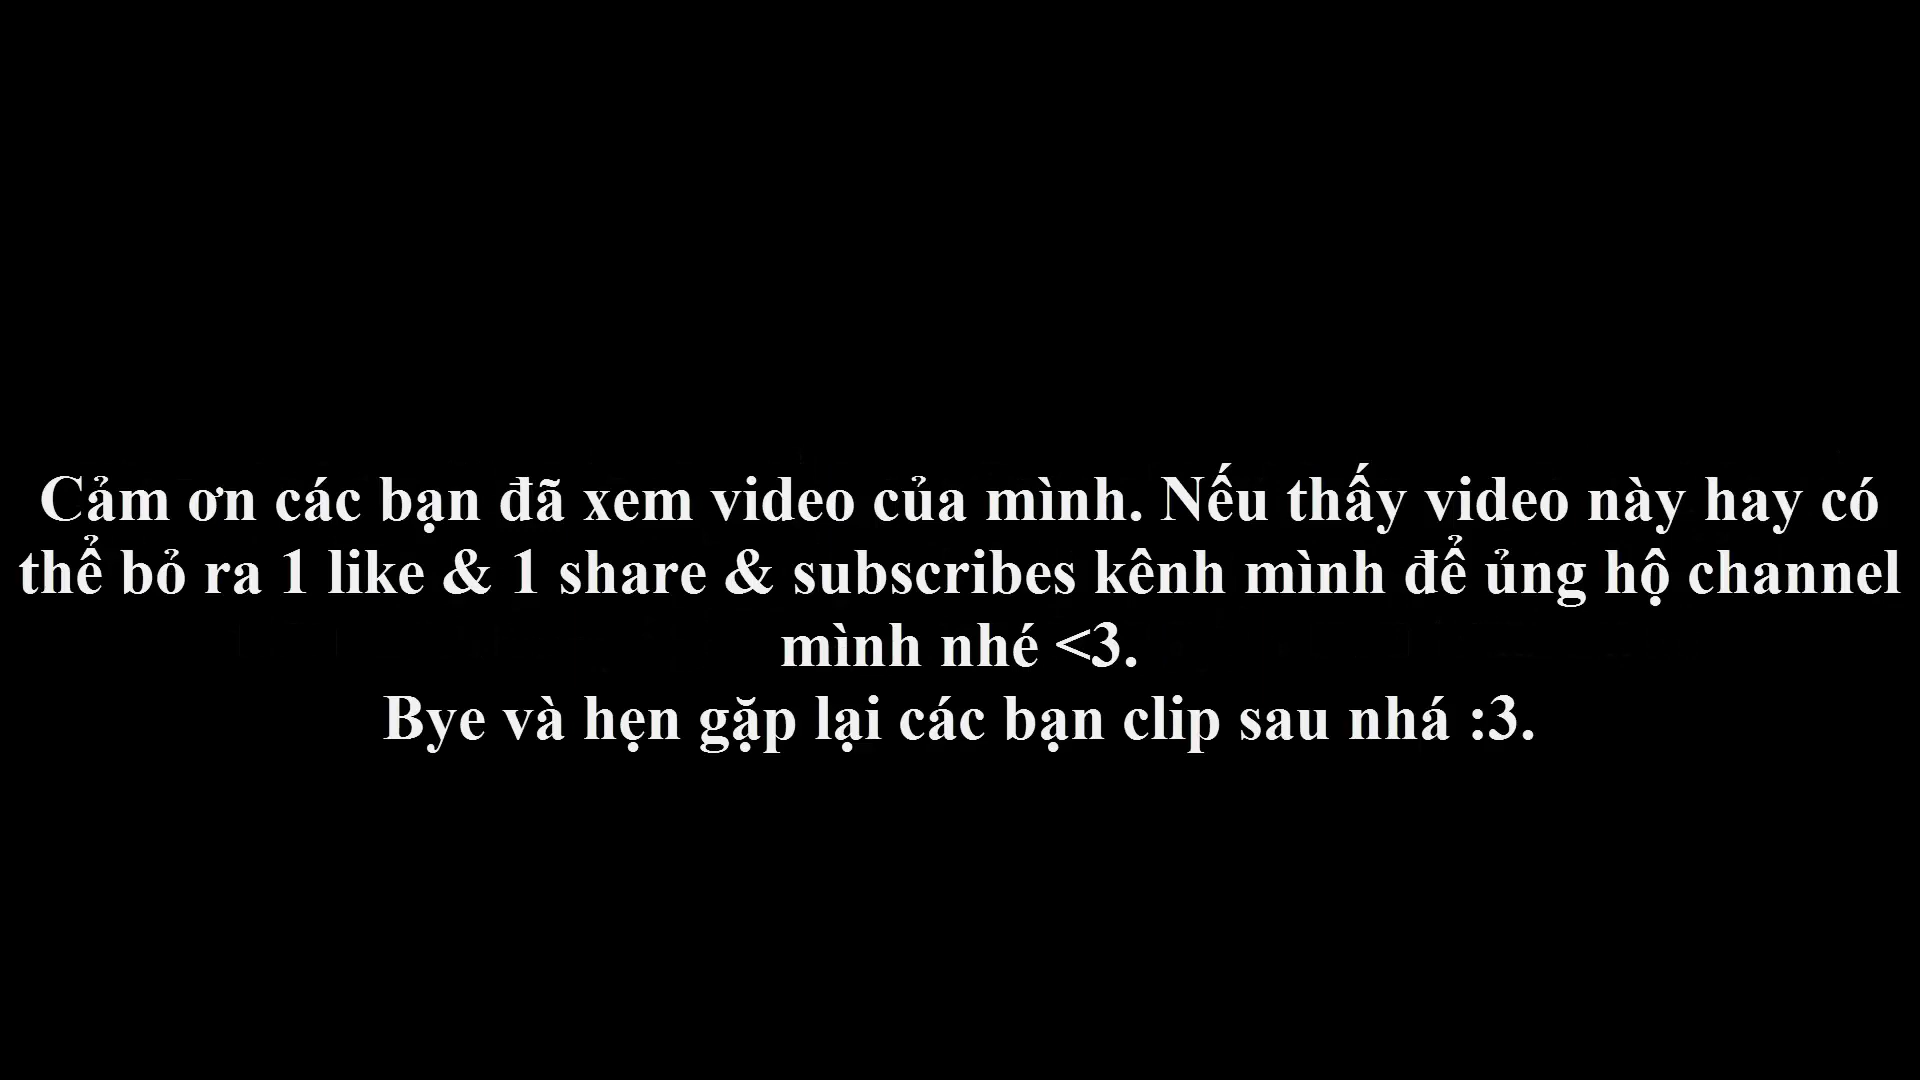 Cảm ơn các bạn đã xem video của mình. Nếu thấy video này hay có
thể bỏ ra 1 like & 1 share & subscribes kênh mình để ủng hộ channel
mình nhé <3.
Bye và hẹn gặp lại các bạn clip sau nhá :3.